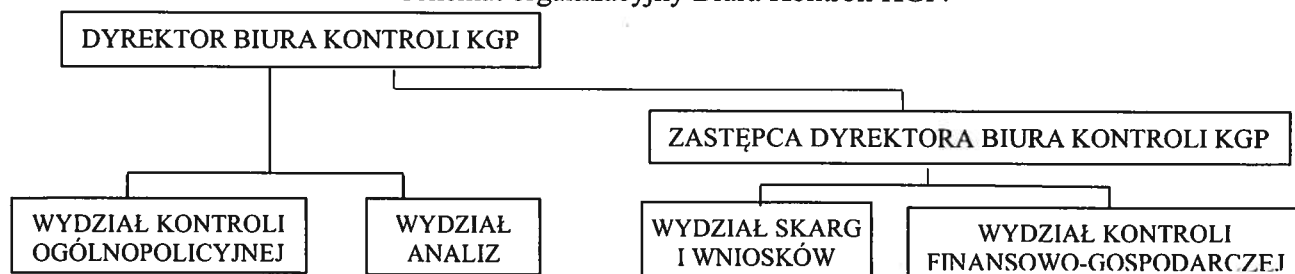 DYREKTOR BIURA KONTROLI KGP
ZASTĘPCA DYREKTORA BIURA KONTROLI KGP
WYDZIAŁ KONTROLI
OGÓLNOPOLICYJNEJ
WYDZIAŁ
ANALIZ
WYDZIAŁ SKARG
I WNIOSKÓW
WYDZIAŁ KONTROLI
FINANSOWO-GOSPODARCZEJ